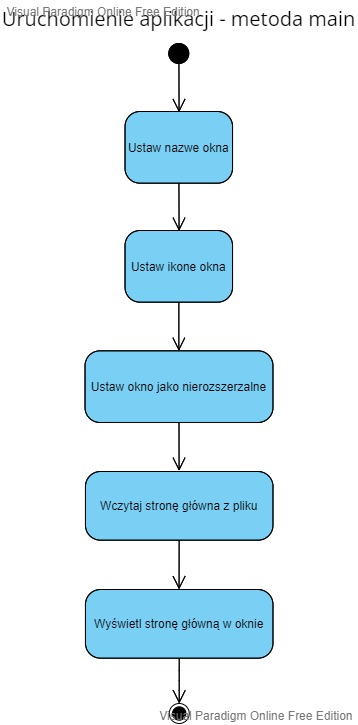 Visual Paradigm Online Free Edition
Uruchomienie aplikacji - metoda main
Ustaw nazwe okna
Ustaw ikone okna
Ustaw okno jako nierozszerzalne
Wczytaj stronę główna z pliku
Wyświetl stronę główną w oknie
Visual Paradigm Online Free Edition